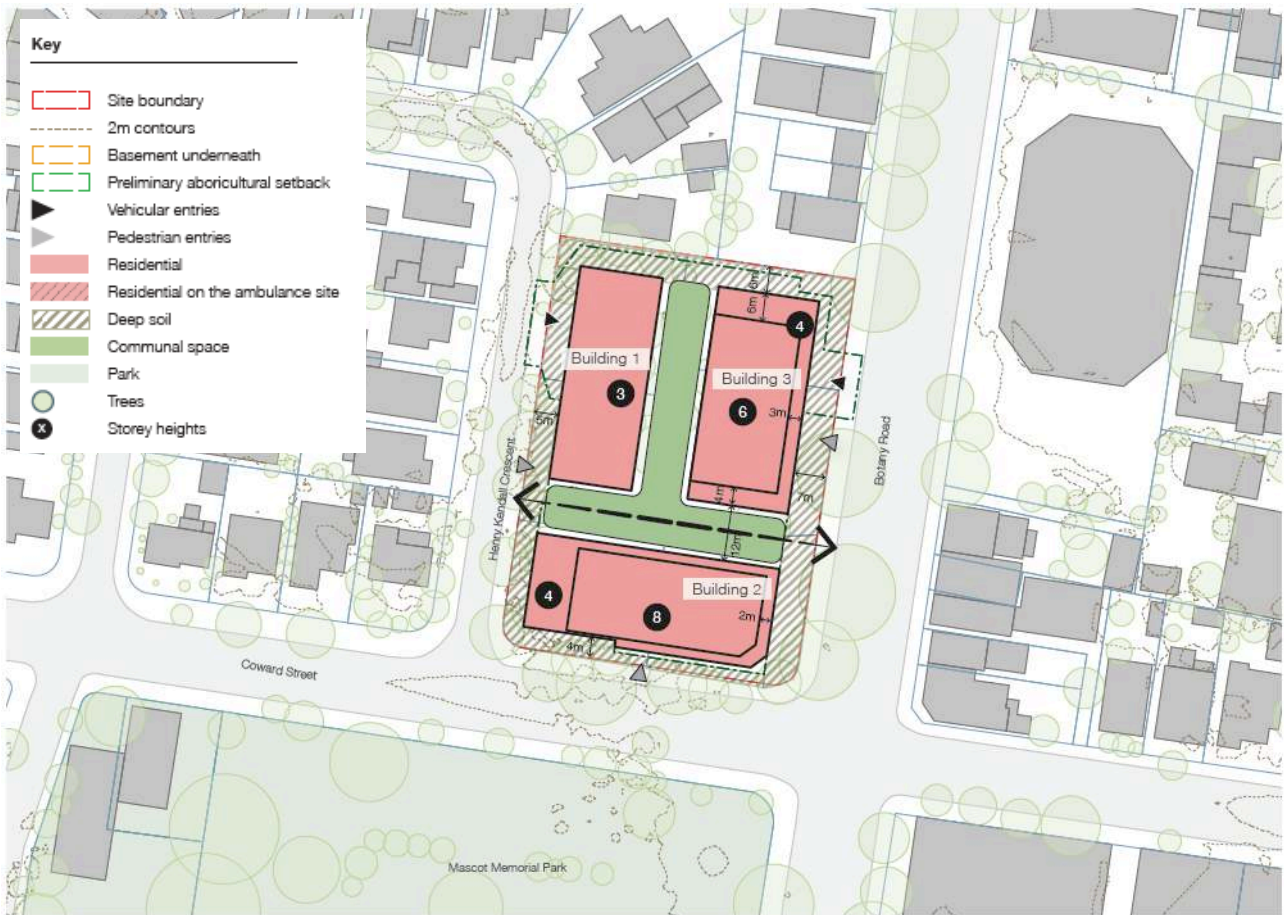 Key
Site boundary
2m contours
Basement underneath
Preliminary aboricultural setback
Vehicular entries
Pedestrian entries
Residential
Residential on the ambulance site
Deep soil
Communal space
Park
Trees
X Storey heights
6m
6m
4
Building 1
Building 3
3
6
3m
5m
Henry Kendall Crescent
Botany Road
7m
4m
12m
Building 2
4
8
2m
4m
Coward Street
Mascot Memorial Park